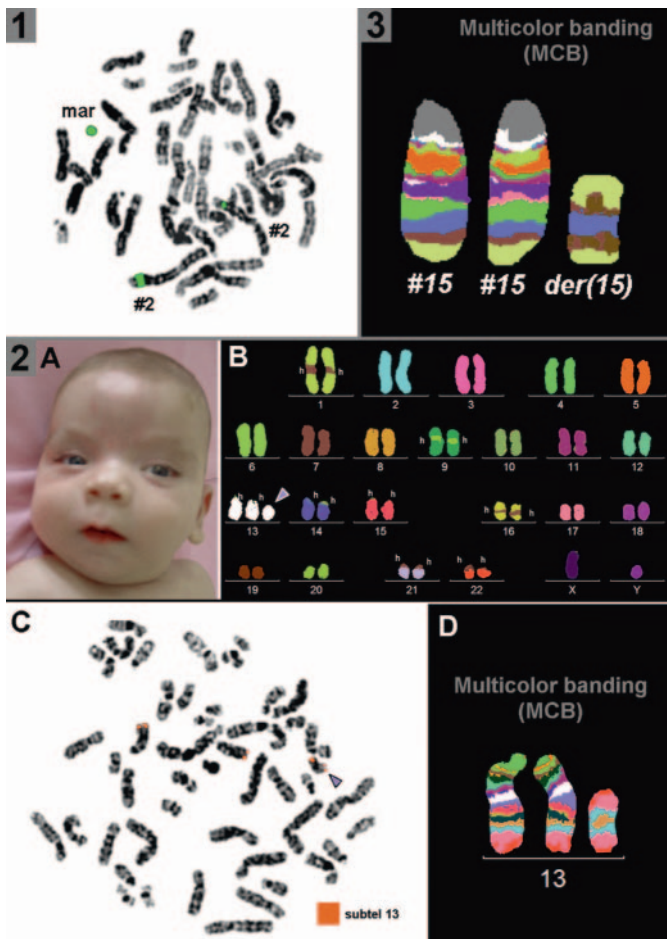 1
mar
#2
#2
3
Multicolor banding
(MCB)
#15 #15 der(15)
2 A
B
h h
1 2 3 4 5
h h
6 7 8 9 10 11 12
h h h h h h h h
13 14 15 16 17 18
h h h h
19 20 21 22 X Y
C
subtel 13
D
Multicolor banding
(MCB)
13